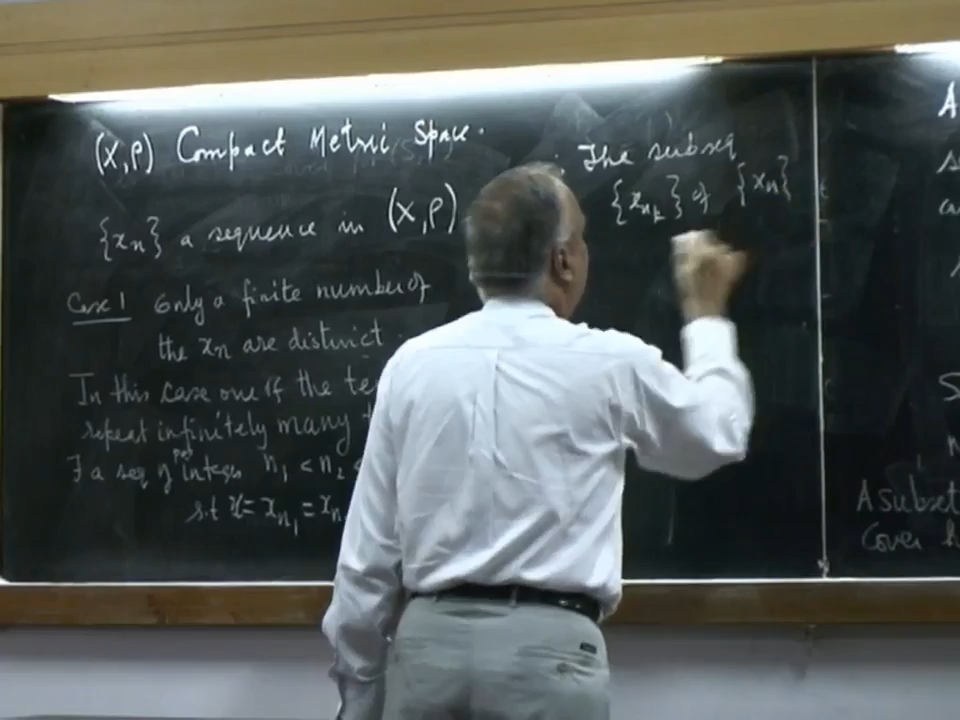 (X,ρ) Compact Metric Space.
{xₙ} a sequence in (X,ρ)
Case 1 Only a finite number of
the xₙ are distinct.
In this case one if the
repeat infinitely many
∃ a seq of pos integers n₁ < n₂
s.t x = xₙ₁ = xₙ
∴ The subseq
{xₙₖ} of {xₙ}
A
A subset
Cover